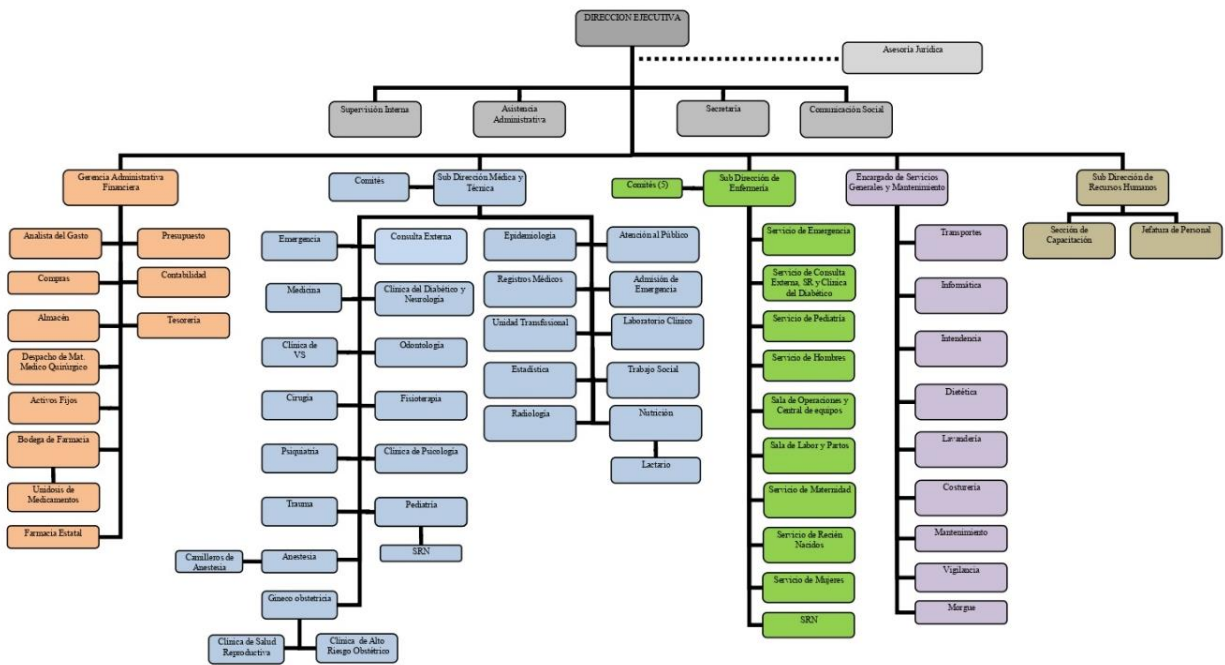 DIRECCION EJECUTIVA
Asesoría Jurídica
Supervisión Interna
Asistencia
Administrativa
Secretaría
Comunicación Social
Gerencia Administrativa
Financiera
Comités
Sub Dirección Médica y
Técnica
Comités (5)
Sub Dirección de
Enfermería
Encargado de Servicios
Generales y Mantenimiento
Sub Dirección de
Recursos Humanos
Analista del Gasto
Presupuesto
Compras
Contabilidad
Almacén
Tesorería
Despacho de Mat.
Medico Quirúrgico
Activos Fijos
Bodega de Farmacia
Unidosis de
Medicamentos
Farmacia Estatal
Emergencia
Consulta Externa
Medicina
Clínica del Diabético y
Neurología
Clínica de
VS
Odontología
Cirugía
Fisioterapia
Psiquiatría
Clínica de Psicología
Trauma
Pediatría
SRN
Camilleros de
Anestesia
Anestesia
Gineco obstetricia
Clínica de Salud
Reproductiva
Clínica de Alto
Riesgo Obstétrico
Epidemiología
Atención al Público
Registros Médicos
Admisión de
Emergencia
Unidad Transfusional
Laboratorio Clínico
Estadística
Trabajo Social
Radiología
Nutrición
Lactario
Servicio de Emergencia
Servicio de Consulta
Externa, SR y Clínica
del Diabético
Servicio de Pediatría
Servicio de Hombres
Sala de Operaciones y
Central de equipos
Sala de Labor y Partos
Servicio de Maternidad
Servicio de Recién
Nacidos
Servicio de Mujeres
SRN
Transportes
Informática
Intendencia
Dietética
Lavandería
Costurería
Mantenimiento
Vigilancia
Morgue
Sección de
Capacitación
Jefatura de Personal